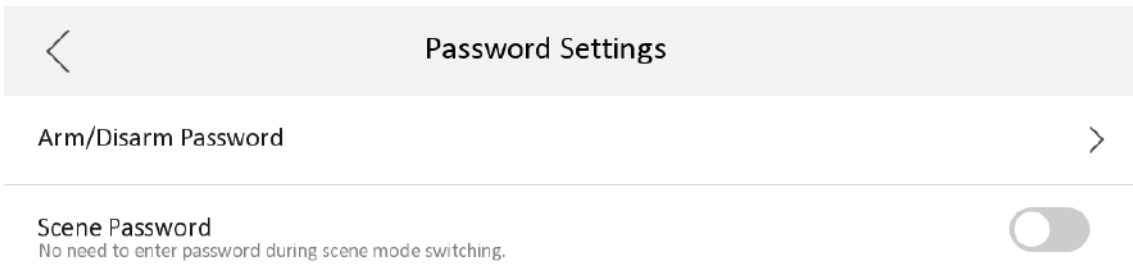 Password Settings
Arm/Disarm Password
Scene Password
No need to enter password during scene mode switching.